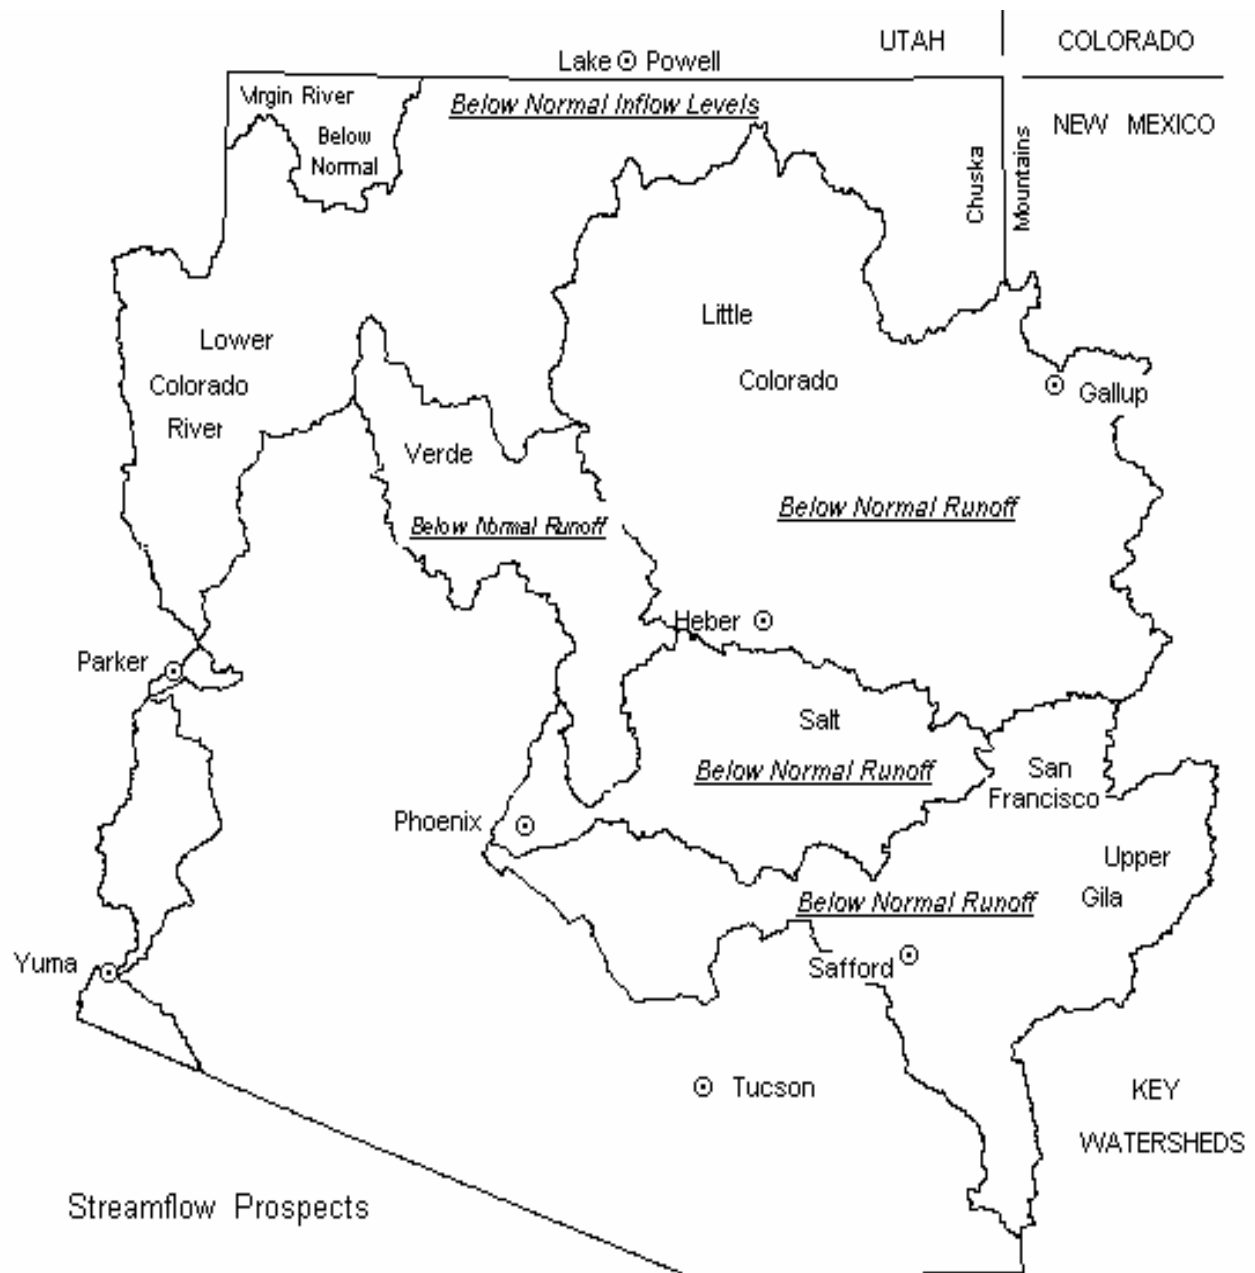 UTAH
COLORADO
Lake Powell
Virgin River
Below Normal Inflow Levels
Below
Normal
NEW MEXICO
Chuska
Mountains
Little
Lower
Colorado
Colorado
River
Gallup
Verde
Below Normal Runoff
Below Normal Runoff
Heber
Parker
Salt
Below Normal Runoff
San
Francisco
Phoenix
Upper
Gila
Below Normal Runoff
Yuma
Safford
Tucson
KEY
WATERSHEDS
Streamflow Prospects